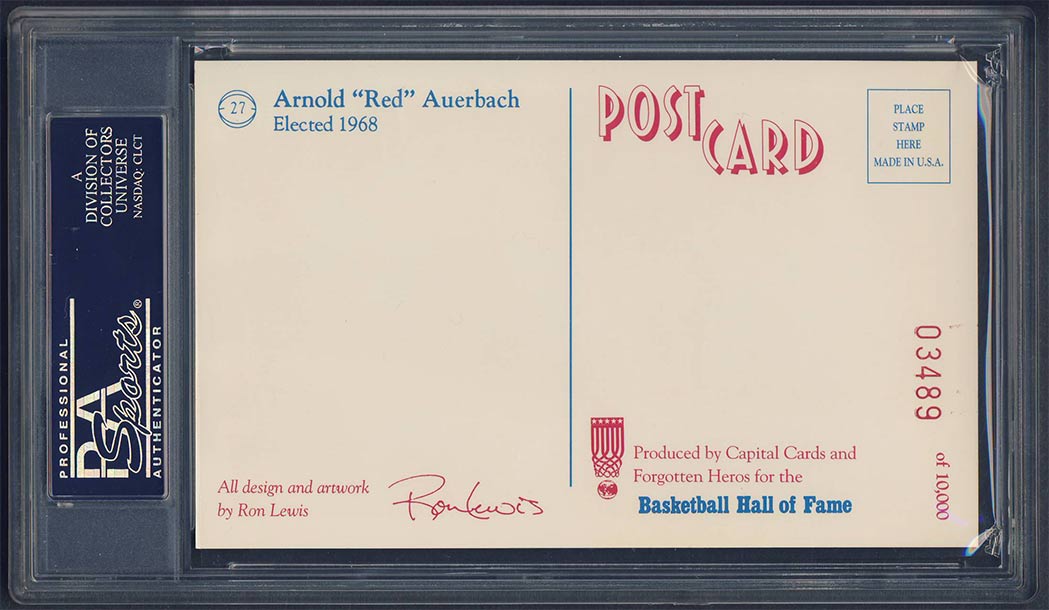 A
DIVISION OF
COLLECTORS
UNIVERSE
NASDAQ: CLCT
PROFESSIONAL
PSA
Sports®
AUTHENTICATOR
27
Arnold “Red” Auerbach
Elected 1968
All design and artwork
by Ron Lewis
Ron Lewis
POST
CARD
PLACE
STAMP
HERE
MADE IN U.S.A.
03489
of 10,000
Produced by Capital Cards and
Forgotten Heros for the
Basketball Hall of Fame